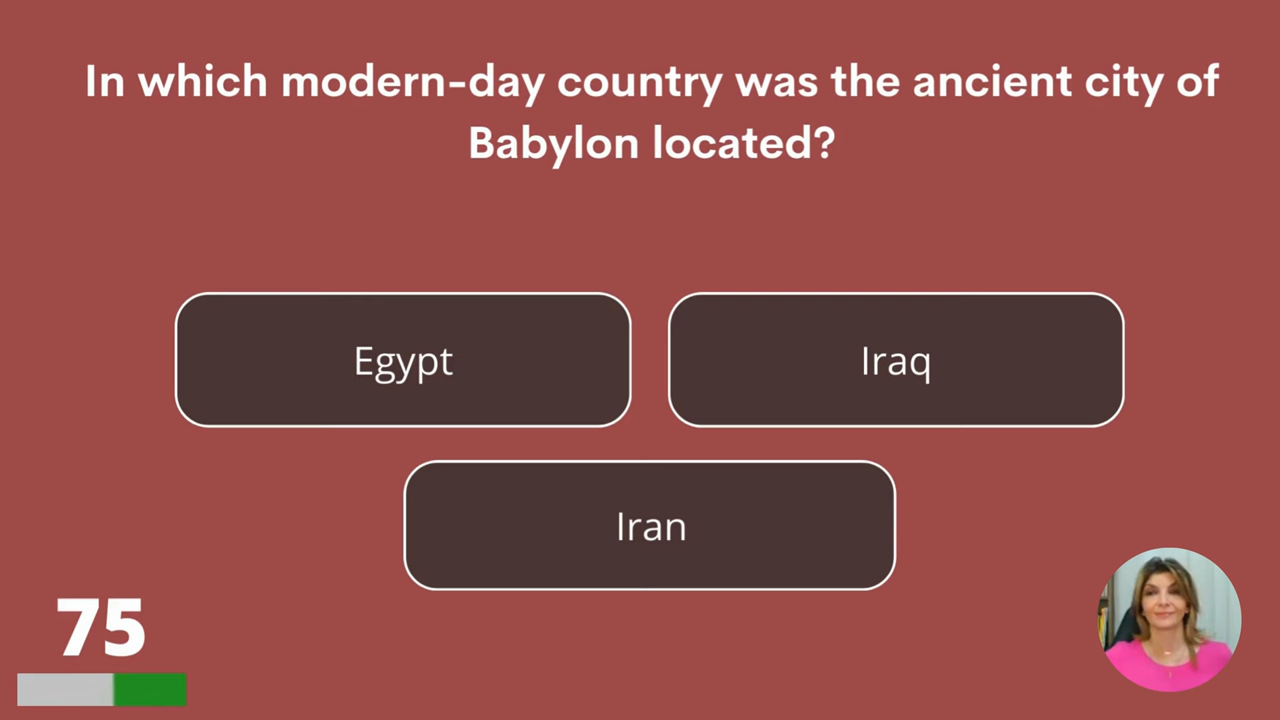 In which modern-day country was the ancient city of
Babylon located?
Egypt
Iraq
Iran
75